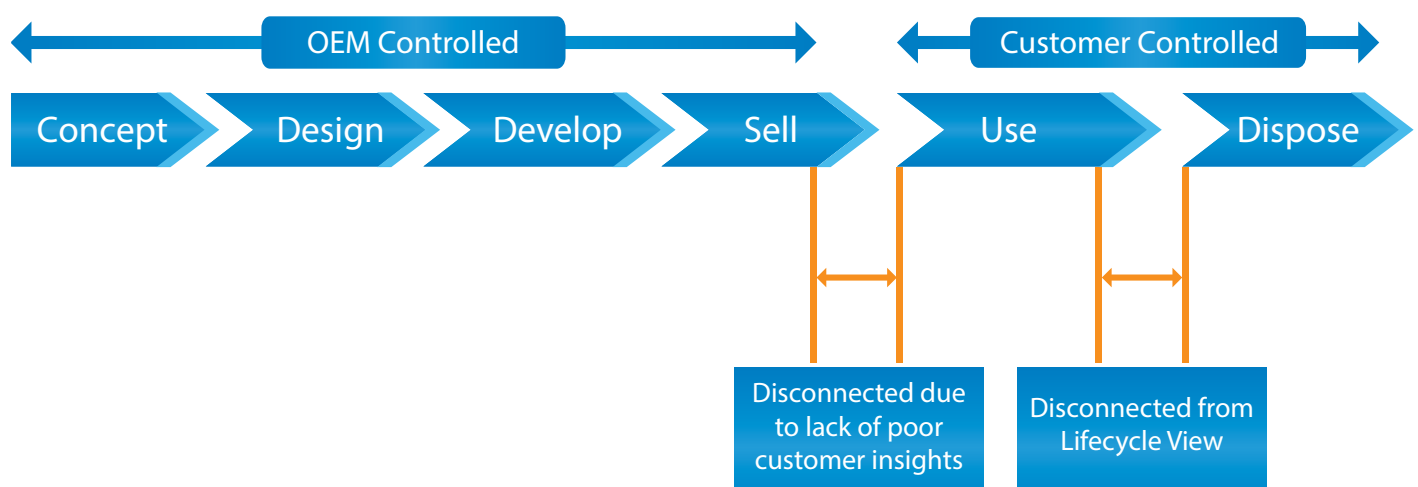 OEM Controlled
Customer Controlled
Concept
Design
Develop
Sell
Use
Dispose
Disconnected due
to lack of poor
customer insights
Disconnected from
Lifecycle View